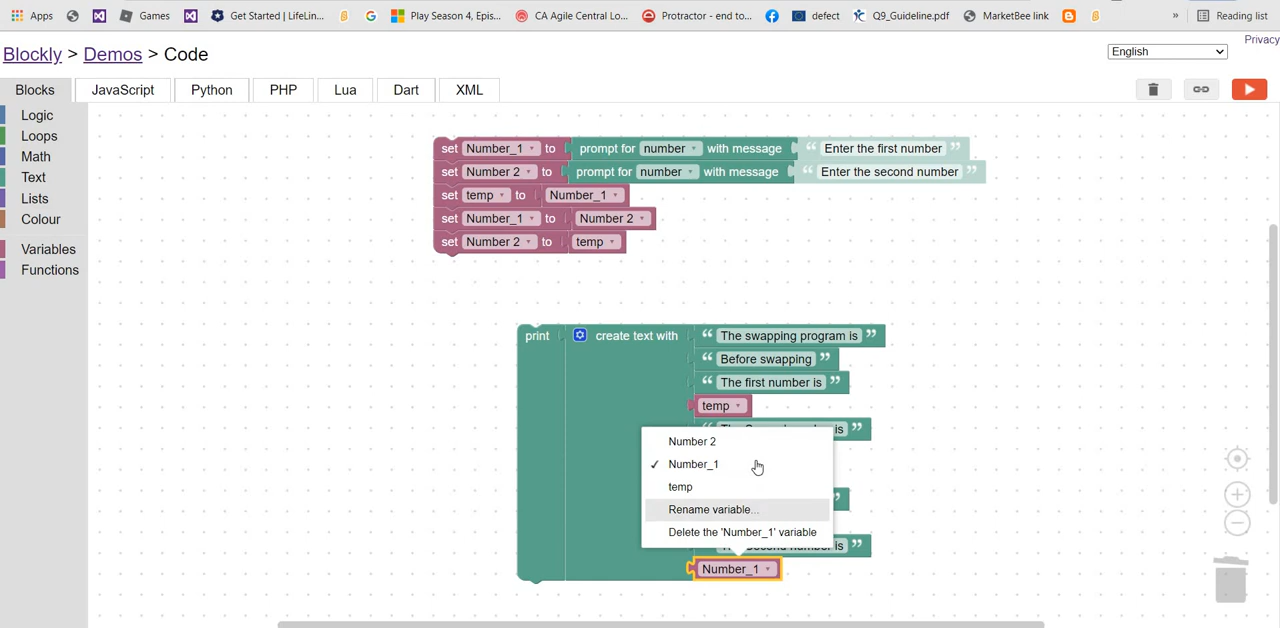 Apps
Games
Get Started | LifeLin...
Play Season 4, Epis...
CA Agile Central Lo...
Protractor - end to...
defect
Q9_Guideline.pdf
MarketBee link
»
Reading list
Privacy
Blockly > Demos > Code
English
Blocks
JavaScript
Python
PHP
Lua
Dart
XML
Logic
Loops
Math
Text
Lists
Colour
Variables
Functions
set Number_1 to prompt for number with message “ Enter the first number ”
set Number 2 to prompt for number with message “ Enter the second number ”
set temp to Number_1
set Number_1 to Number 2
set Number 2 to temp
print create text with “ The swapping program is ”
“ Before swapping ”
“ The first number is ”
temp
is ”
Number 2
✓ Number_1
temp
Rename variable...
Delete the 'Number_1' variable
is ”
Number_1